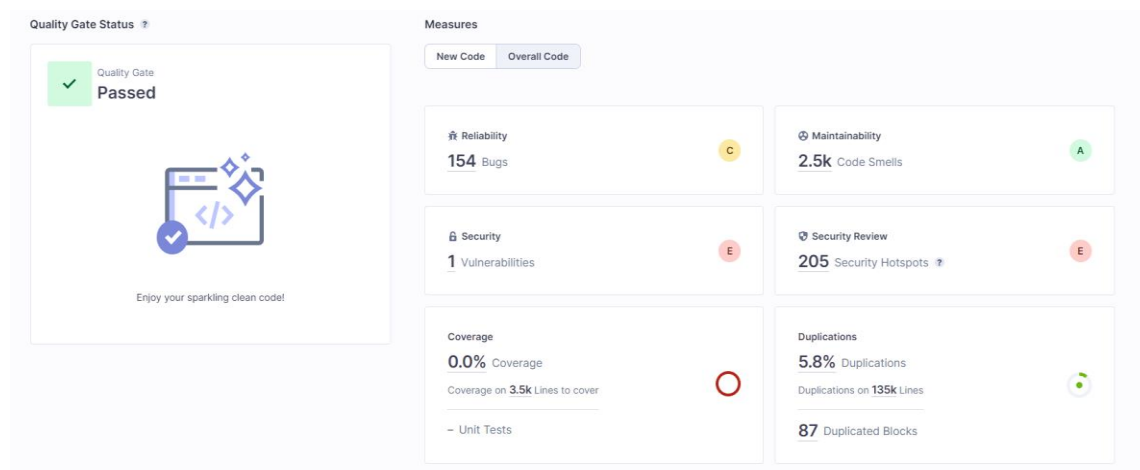 Quality Gate Status ?
Quality Gate
Passed
</>
Enjoy your sparkling clean code!
Measures
New Code Overall Code
Reliability
154 Bugs
C
Maintainability
2.5k Code Smells
A
Security
1 Vulnerabilities
E
Security Review
205 Security Hotspots ?
E
Coverage
0.0% Coverage
Coverage on 3.5k Lines to cover
– Unit Tests
Duplications
5.8% Duplications
Duplications on 135k Lines
87 Duplicated Blocks